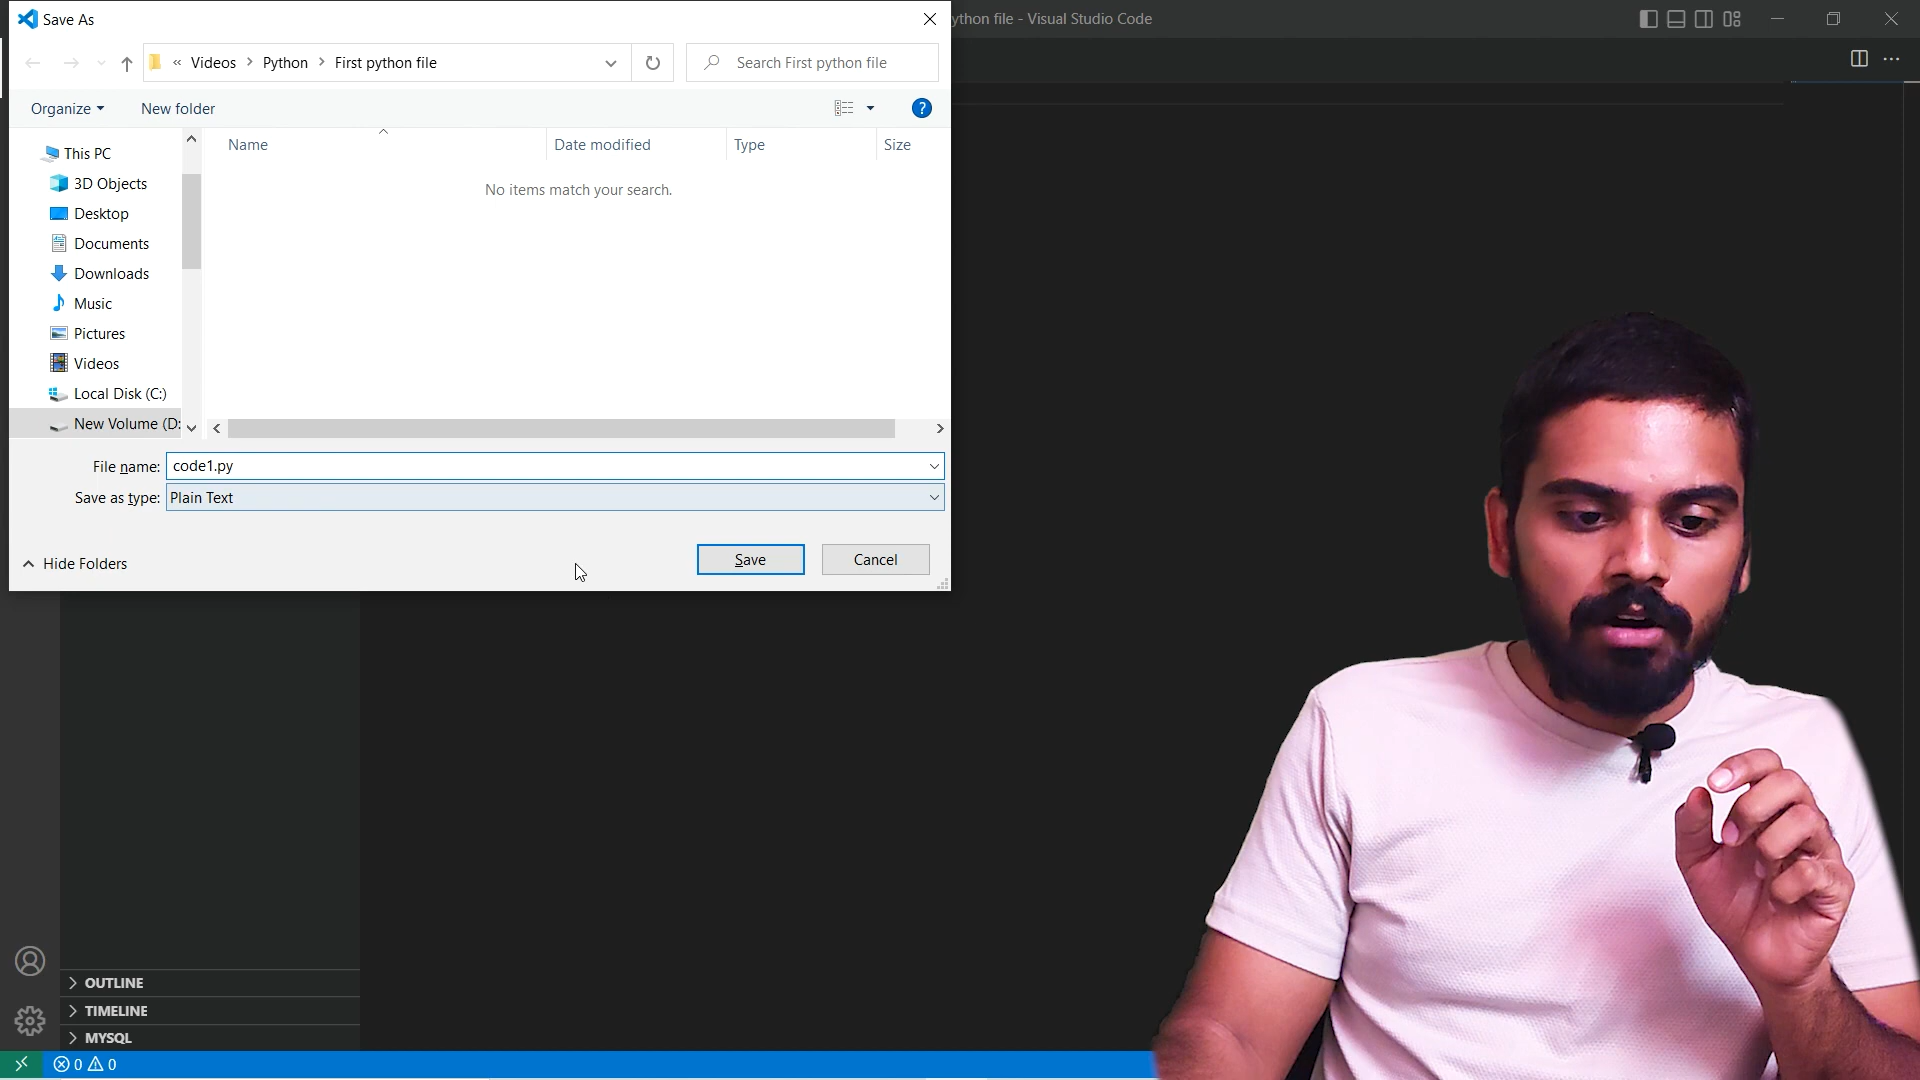 Save As
ython file - Visual Studio Code
« Videos > Python > First python file
Search First python file
Organize
New folder
?
Name
Date modified
Type
Size
No items match your search.
This PC
3D Objects
Desktop
Documents
Downloads
Music
Pictures
Videos
Local Disk (C:)
New Volume (D:
File name: code1.py
Save as type: Plain Text
Hide Folders
Save
Cancel
OUTLINE
TIMELINE
MYSQL
0 0